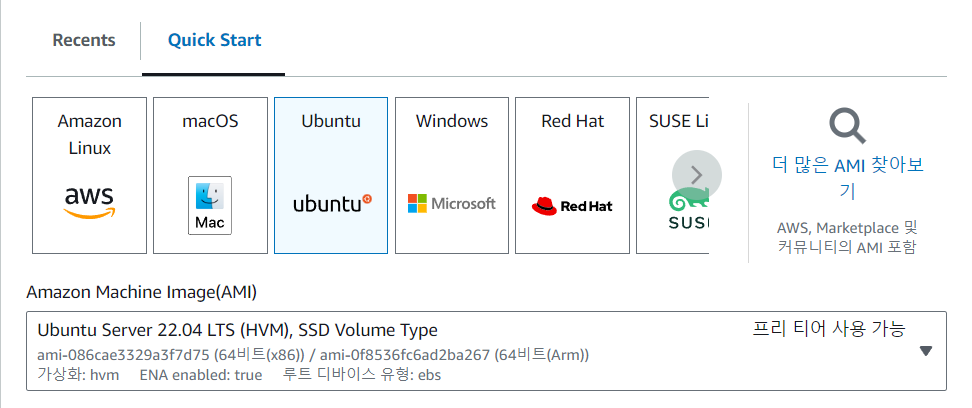 Recents
Quick Start
Amazon
Linux
aws
macOS
Mac
Ubuntu
ubuntu
Windows
Microsoft
Red Hat
Red Hat
SUSE Li
SUS
더 많은 AMI 찾아보
기
AWS, Marketplace 및
커뮤니티의 AMI 포함
Amazon Machine Image(AMI)
Ubuntu Server 22.04 LTS (HVM), SSD Volume Type
프리 티어 사용 가능
ami-086cae3329a3f7d75 (64비트(x86)) / ami-0f8536fc6ad2ba267 (64비트(Arm))
가상화: hvm ENA enabled: true 루트 디바이스 유형: ebs